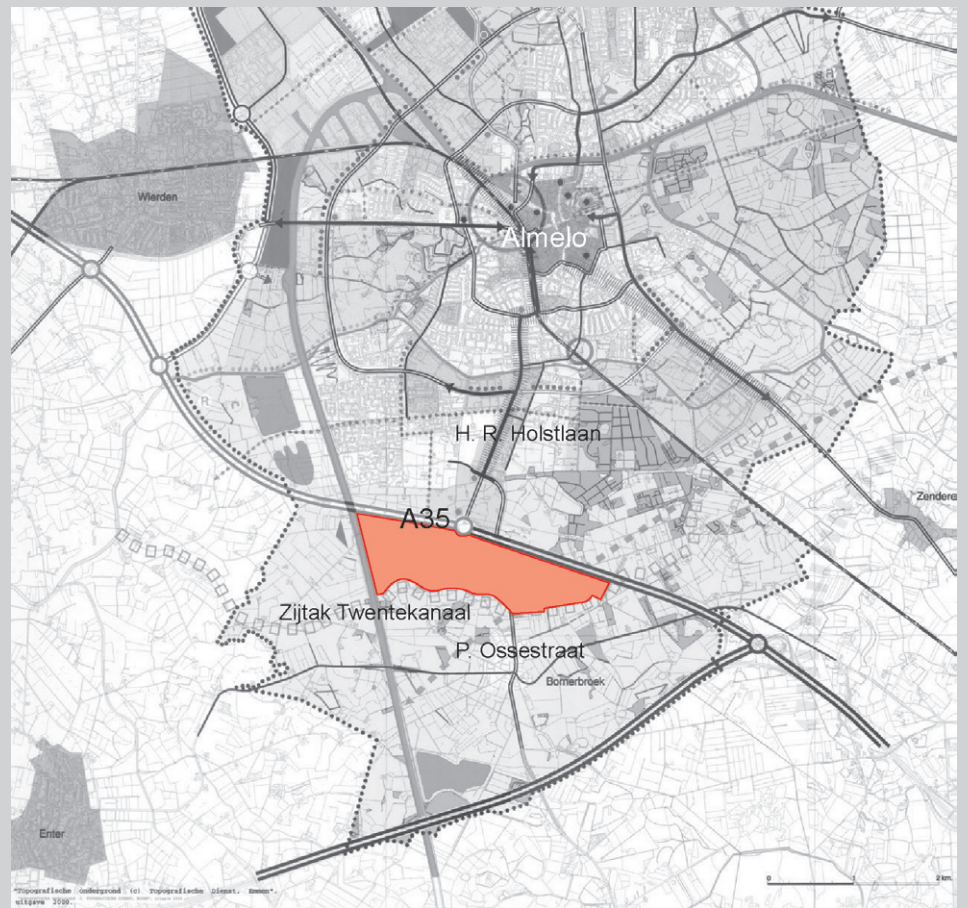 Wierden
Almelo
H. R. Holstlaan
Zendere
A35
Zijtak Twentekanaal
P. Ossestraat
Bornerbroek
Enter
"Topografische ondergrond (c) Topografische Dienst, Emmen".
uitgave 2000.
0 1 2 km.